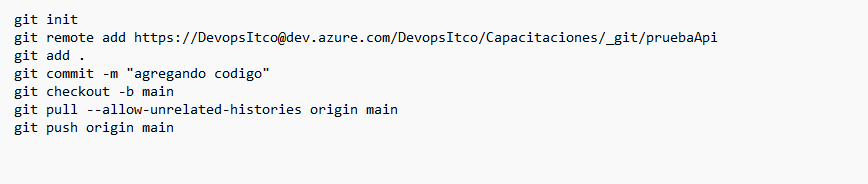 git init
git remote add https://DevopsItco@dev.azure.com/DevopsItco/Capacitaciones/_git/pruebaApi
git add .
git commit -m "agregando codigo"
git checkout -b main
git pull --allow-unrelated-histories origin main
git push origin main